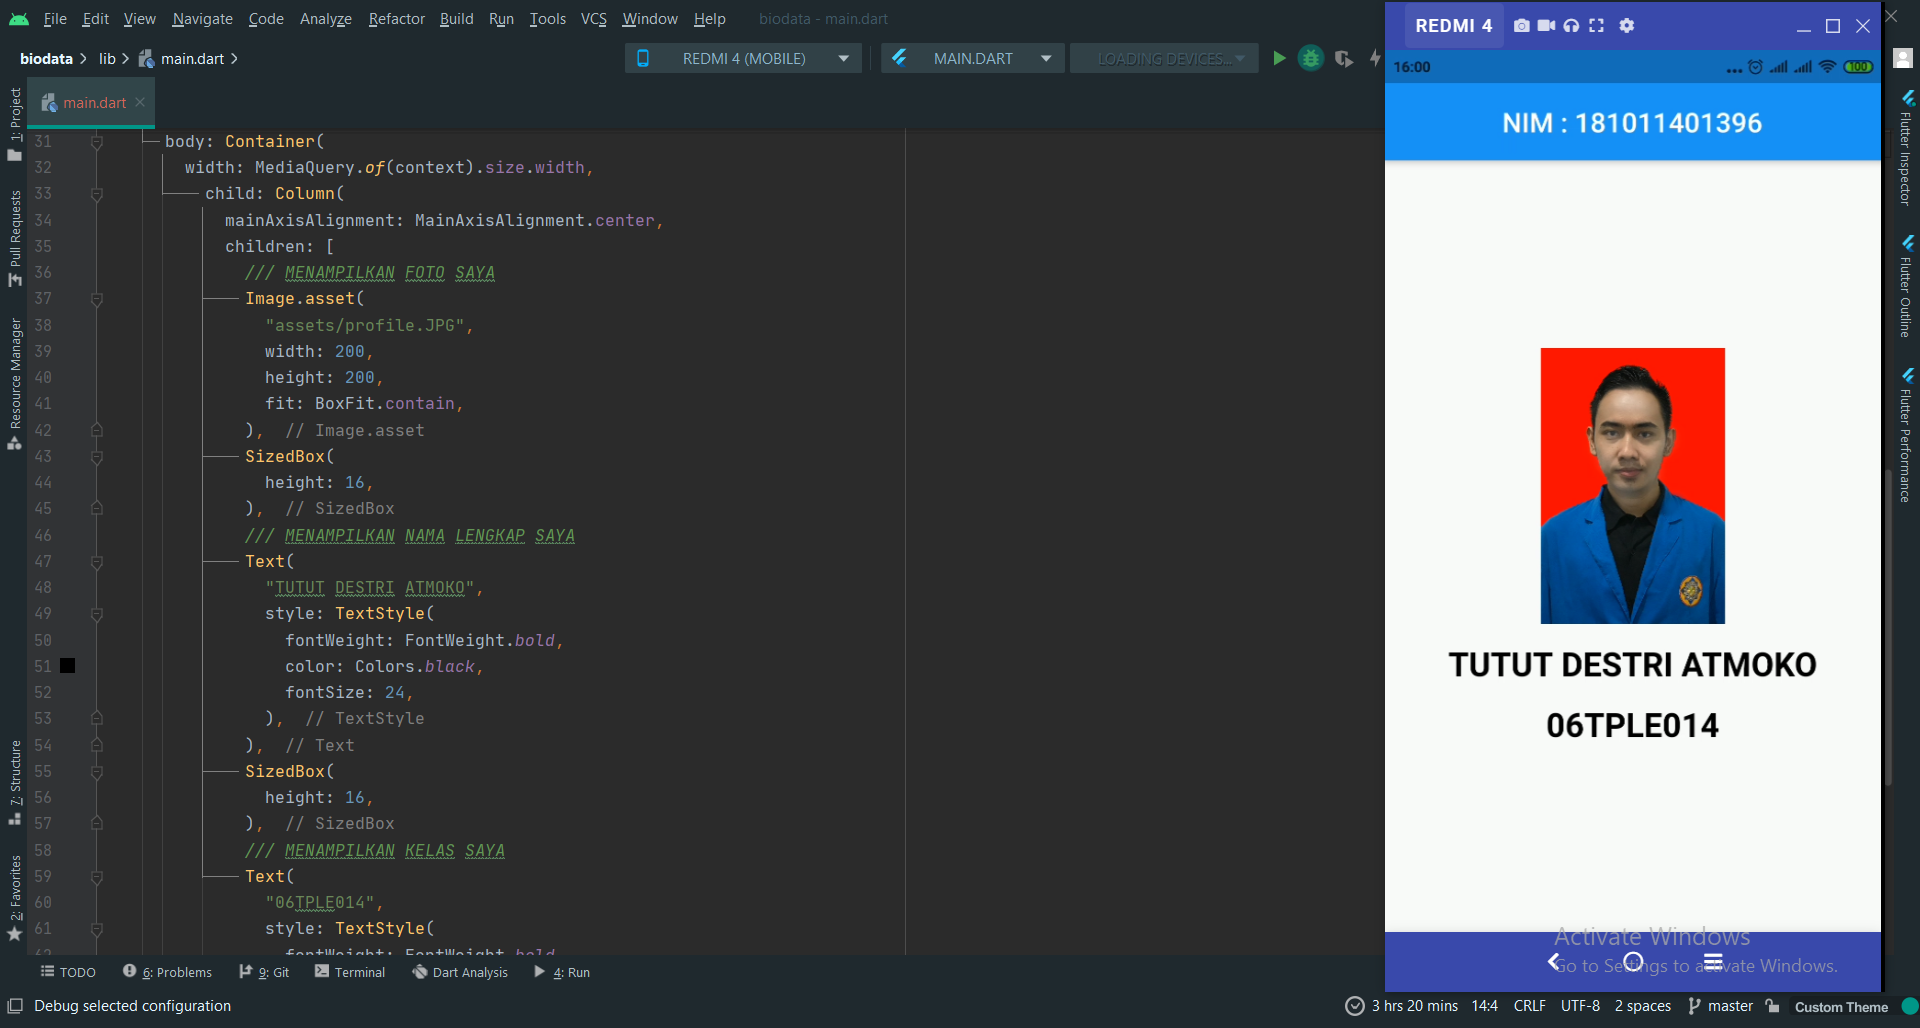 File Edit View Navigate Code Analyze Refactor Build Run Tools VCS Window Help biodata - main.dart
biodata lib main.dart
REDMI 4 (MOBILE) MAIN.DART LOADING DEVICES...
main.dart
1: Project
Pull Requests
Resource Manager
7: Structure
2: Favorites
31 body: Container(
32 width: MediaQuery.of(context).size.width,
33 child: Column(
34 mainAxisAlignment: MainAxisAlignment.center,
35 children: [
36 /// MENAMPILKAN FOTO SAYA
37 Image.asset(
38 "assets/profile.JPG",
39 width: 200,
40 height: 200,
41 fit: BoxFit.contain,
42 ), // Image.asset
43 SizedBox(
44 height: 16,
45 ), // SizedBox
46 /// MENAMPILKAN NAMA LENGKAP SAYA
47 Text(
48 "TUTUT DESTRI ATMOKO",
49 style: TextStyle(
50 fontWeight: FontWeight.bold,
51 color: Colors.black,
52 fontSize: 24,
53 ), // TextStyle
54 ), // Text
55 SizedBox(
56 height: 16,
57 ), // SizedBox
58 /// MENAMPILKAN KELAS SAYA
59 Text(
60 "06TPLE014",
61 style: TextStyle(
62 fontWeight: FontWeight.bold
REDMI 4
16:00 100
NIM : 181011401396
TUTUT DESTRI ATMOKO
06TPLE014
Activate Windows
Go to Settings to activate Windows.
Flutter Inspector
Flutter Outline
Flutter Performance
TODO 6: Problems 9: Git Terminal Dart Analysis 4: Run
Debug selected configuration 3 hrs 20 mins 14:4 CRLF UTF-8 2 spaces master Custom Theme